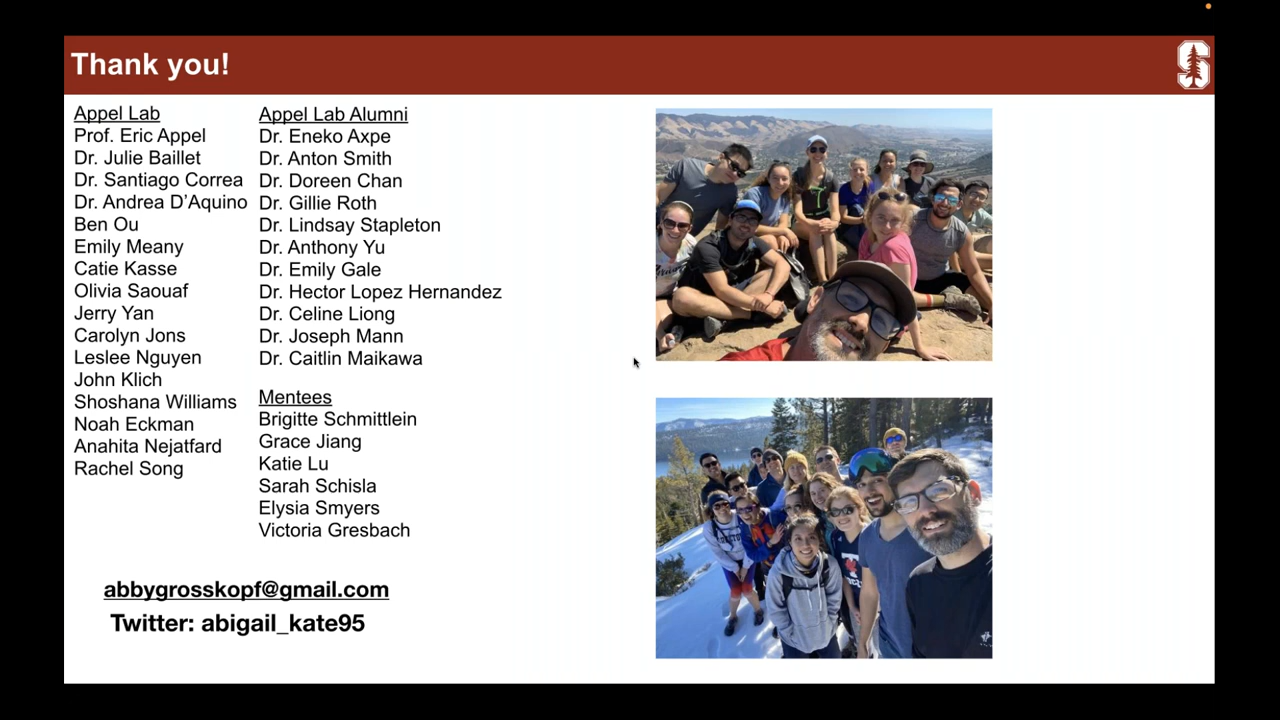 Thank you!
Appel Lab
Prof. Eric Appel
Dr. Julie Baillet
Dr. Santiago Correa
Dr. Andrea D'Aquino
Ben Ou
Emily Meany
Catie Kasse
Olivia Saouaf
Jerry Yan
Carolyn Jons
Leslee Nguyen
John Klich
Shoshana Williams
Noah Eckman
Anahita Nejatfard
Rachel Song
Appel Lab Alumni
Dr. Eneko Axpe
Dr. Anton Smith
Dr. Doreen Chan
Dr. Gillie Roth
Dr. Lindsay Stapleton
Dr. Anthony Yu
Dr. Emily Gale
Dr. Hector Lopez Hernandez
Dr. Celine Liong
Dr. Joseph Mann
Dr. Caitlin Maikawa
Mentees
Brigitte Schmittlein
Grace Jiang
Katie Lu
Sarah Schisla
Elysia Smyers
Victoria Gresbach
abbygrosskopf@gmail.com
Twitter: abigail_kate95